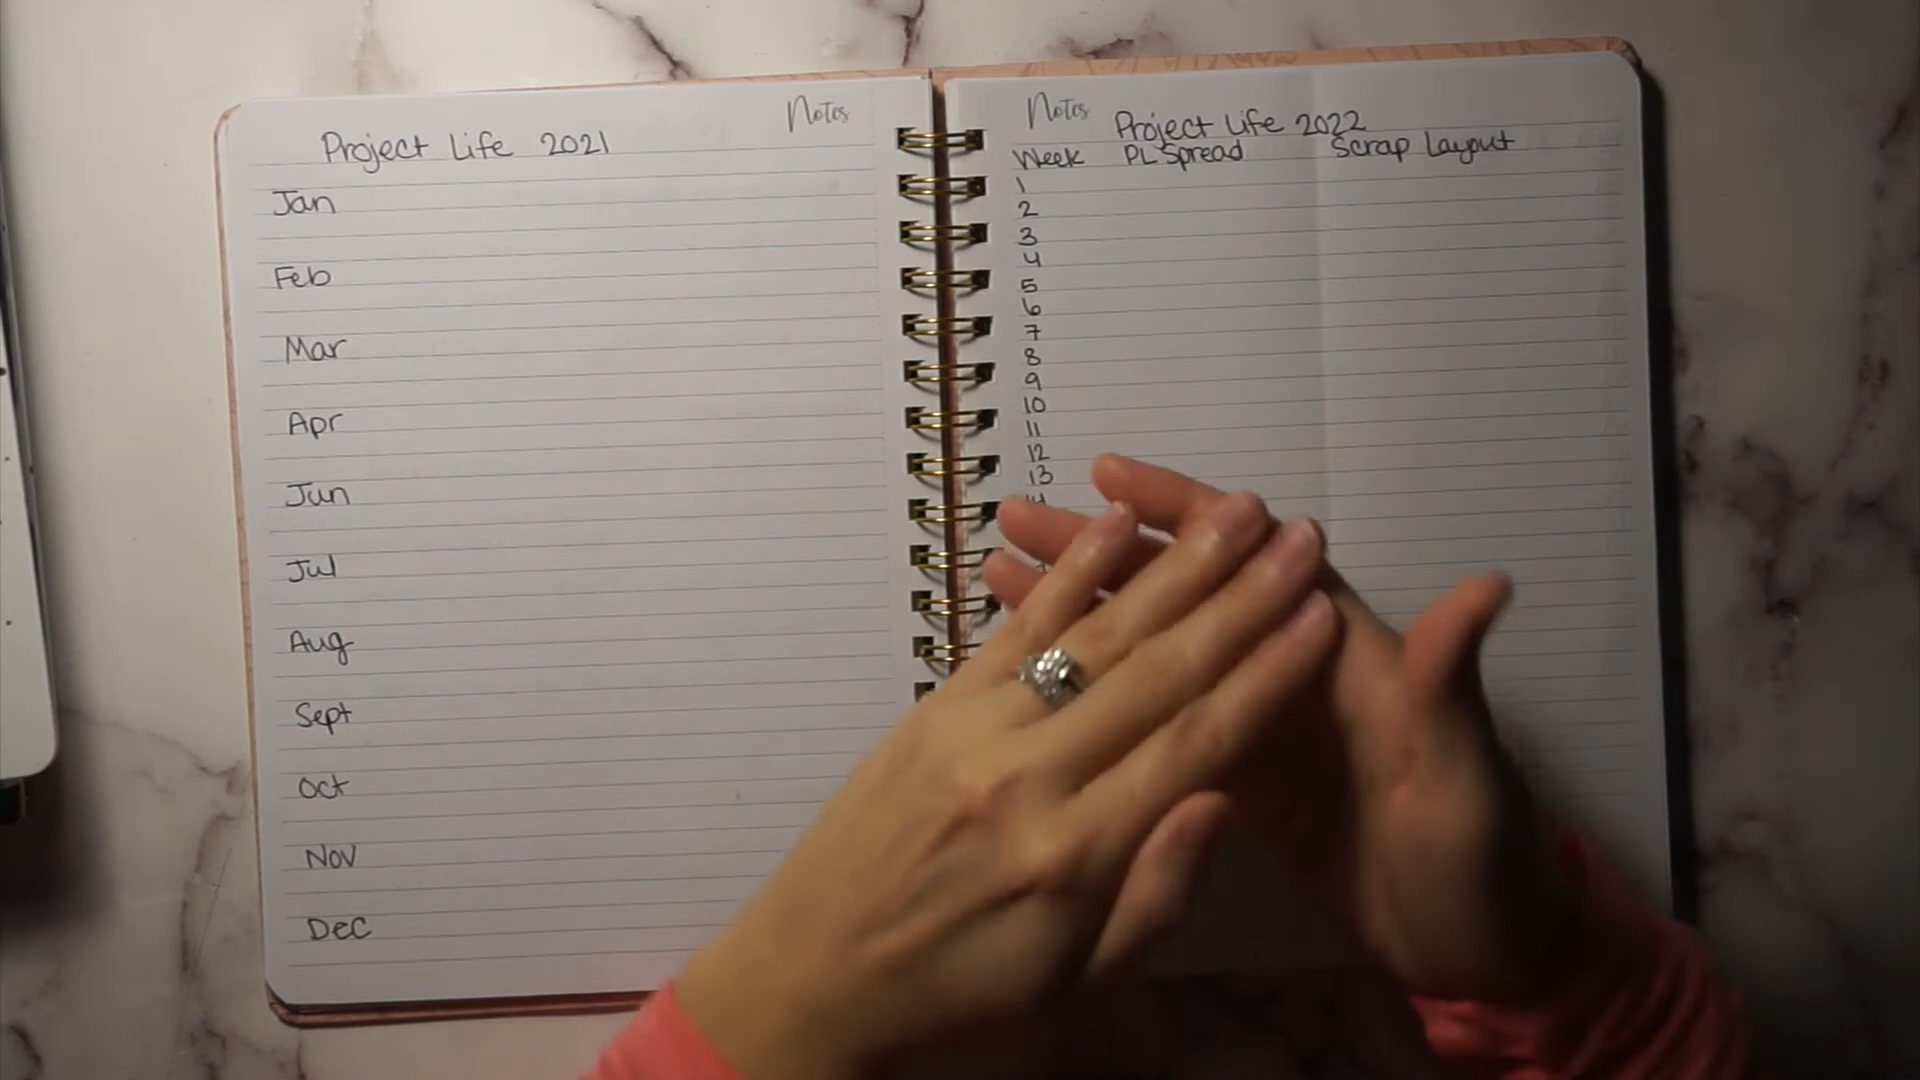 Notes
Project Life 2021
Jan
Feb
Mar
Apr
Jun
Jul
Aug
Sept
Oct
Nov
Dec
Notes
Project Life 2022
Week PL Spread Scrap Layout
1
2
3
4
5
6
7
8
9
10
11
12
13
14